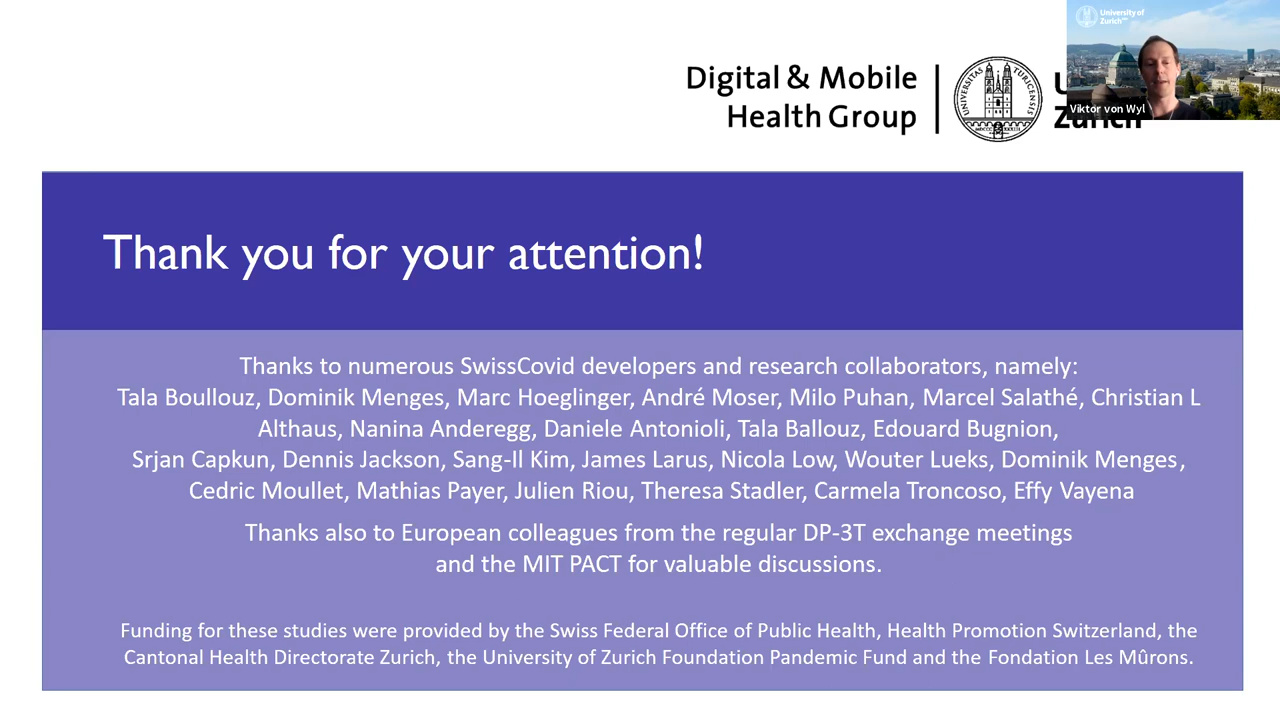 University of
Zurich
Digital & Mobile
Health Group
UNIVERSITAS TURICENSIS
Zurich
Viktor von Wyl
Thank you for your attention!
Thanks to numerous SwissCovid developers and research collaborators, namely:
Tala Boullouz, Dominik Menges, Marc Hoeglinger, André Moser, Milo Puhan, Marcel Salathé, Christian L
Althaus, Nanina Anderegg, Daniele Antonioli, Tala Ballouz, Edouard Bugnion,
Srjan Capkun, Dennis Jackson, Sang-Il Kim, James Larus, Nicola Low, Wouter Lueks, Dominik Menges,
Cedric Moullet, Mathias Payer, Julien Riou, Theresa Stadler, Carmela Troncoso, Effy Vayena
Thanks also to European colleagues from the regular DP-3T exchange meetings
and the MIT PACT for valuable discussions.
Funding for these studies were provided by the Swiss Federal Office of Public Health, Health Promotion Switzerland, the
Cantonal Health Directorate Zurich, the University of Zurich Foundation Pandemic Fund and the Fondation Les Mûrons.